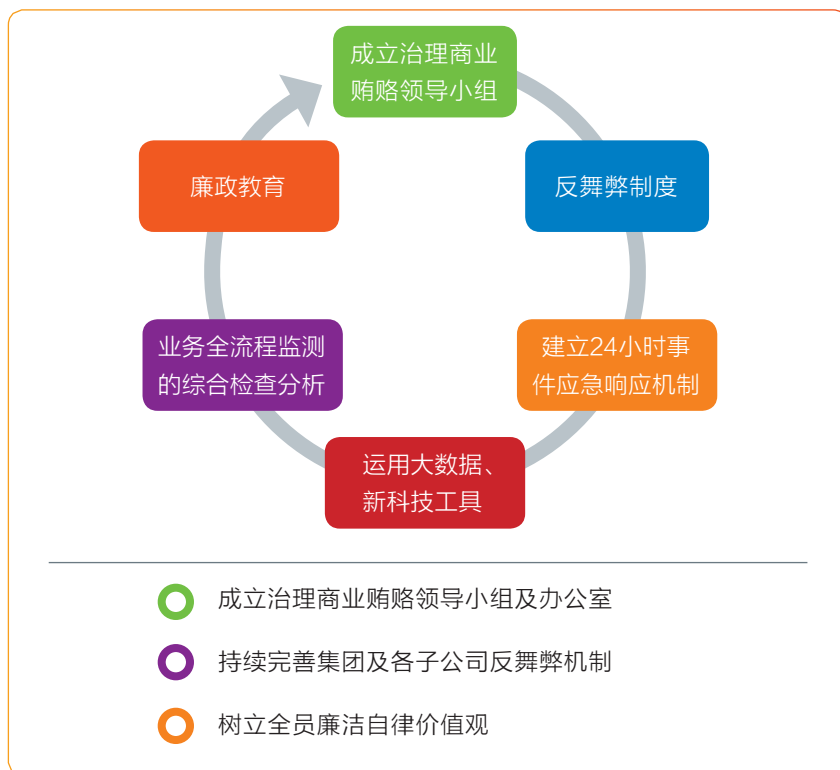 成立治理商业
贿赂领导小组
廉政教育
反舞弊制度
业务全流程监测
的综合检查分析
建立24小时事
件应急响应机制
运用大数据、
新科技工具
成立治理商业贿赂领导小组及办公室
持续完善集团及各子公司反舞弊机制
树立全员廉洁自律价值观